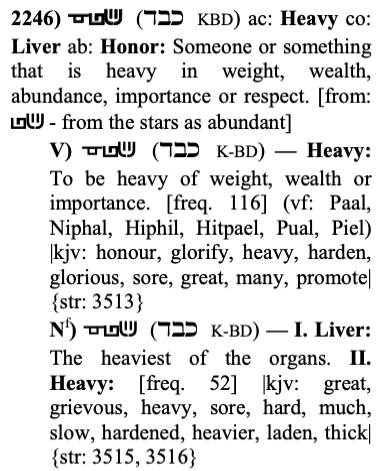 2246) (כבד KBD) ac: Heavy co:
Liver ab: Honor: Someone or something
that is heavy in weight, wealth,
abundance, importance or respect. [from:
- from the stars as abundant]
V) (כבד K-BD) — Heavy:
To be heavy of weight, wealth or
importance. [freq. 116] (vf: Paal,
Niphal, Hiphil, Hitpael, Pual, Piel)
|kjv: honour, glorify, heavy, harden,
glorious, sore, great, many, promote|
{str: 3513}
Nᶠ) (כבד K-BD) — I. Liver:
The heaviest of the organs. II.
Heavy: [freq. 52] |kjv: great,
grievous, heavy, sore, hard, much,
slow, hardened, heavier, laden, thick|
{str: 3515, 3516}